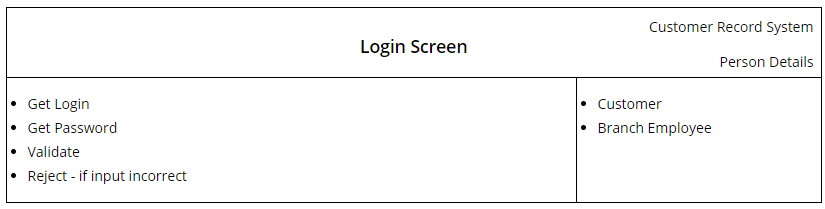 Customer Record System
Login Screen
Person Details
Get Login
Get Password
Validate
Reject - if input incorrect
Customer
Branch Employee